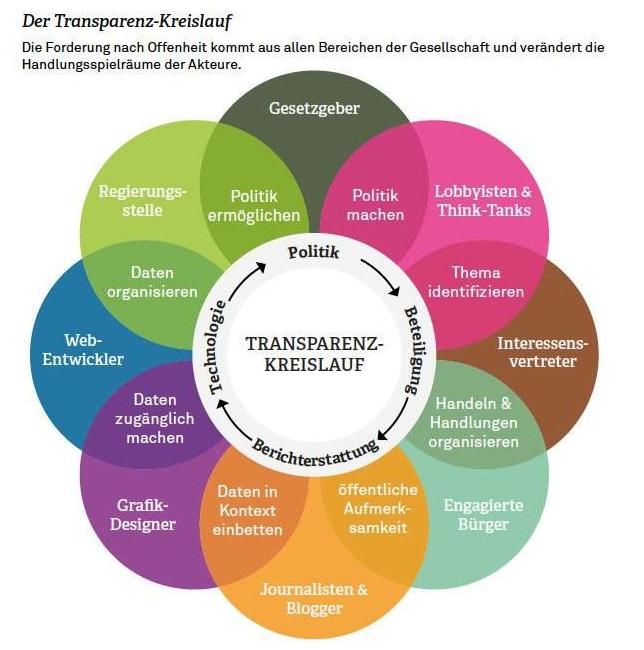 Der Transparenz-Kreislauf
Die Forderung nach Offenheit kommt aus allen Bereichen der Gesellschaft und verändert die
Handlungsspielräume der Akteure.
Gesetzgeber
Regierungs-
stelle
Politik
ermöglichen
Politik
machen
Lobbyisten &
Think-Tanks
Politik
Daten
organisieren
Thema
identifizieren
Technologie
Beteiligung
Web-
Entwickler
TRANSPARENZ-
KREISLAUF
Interessens-
vertreter
Daten
zugänglich
machen
Handeln &
Handlungen
organisieren
Berichterstattung
Grafik-
Designer
Daten in
Kontext
einbetten
öffentliche
Aufmerk-
samkeit
Engagierte
Bürger
Journalisten &
Blogger